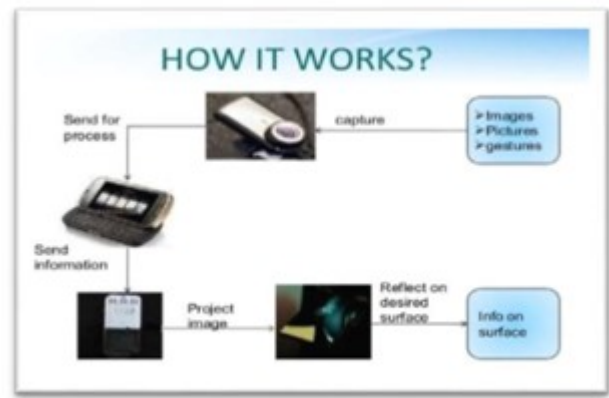 HOW IT WORKS?
Send for
process
capture
➤Images
➤Pictures
➤gestures
Send
information
Project
image
Reflect on
desired
surface
Info on
surface